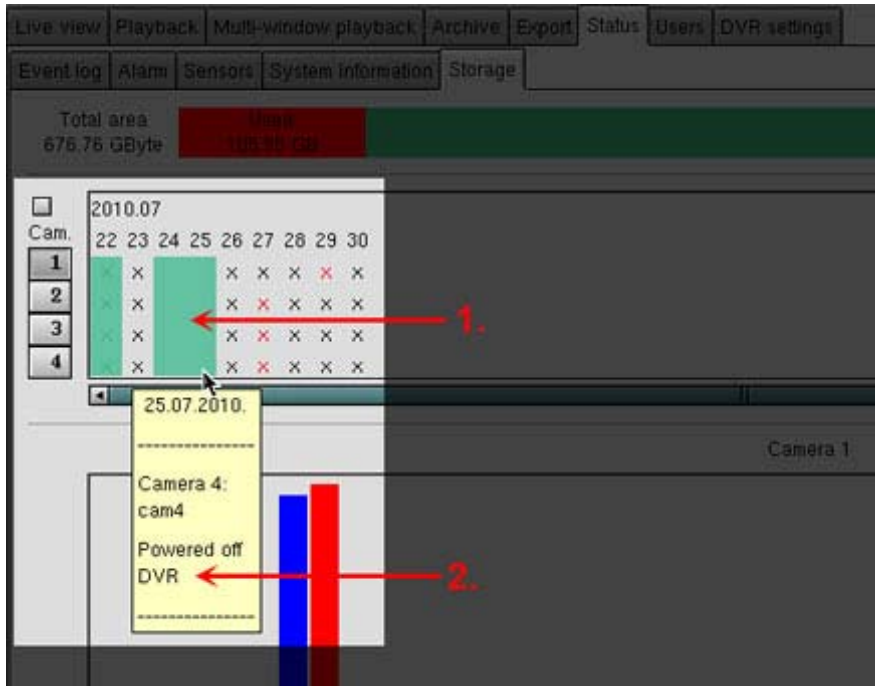 Live view Playback Multi-window playback Archive Export Status Users DVR settings
Event log Alarm Sensors System information Storage
Total area Used
676.76 GByte
2010.07
Cam. 22 23 24 25 26 27 28 29 30
1 x x x x x x x
2 x x x x x x x
3 x x x x x x x
4 x x x x x x x
1.
25.07.2010.
Camera 1
Camera 4:
cam4
Powered off
DVR
2.